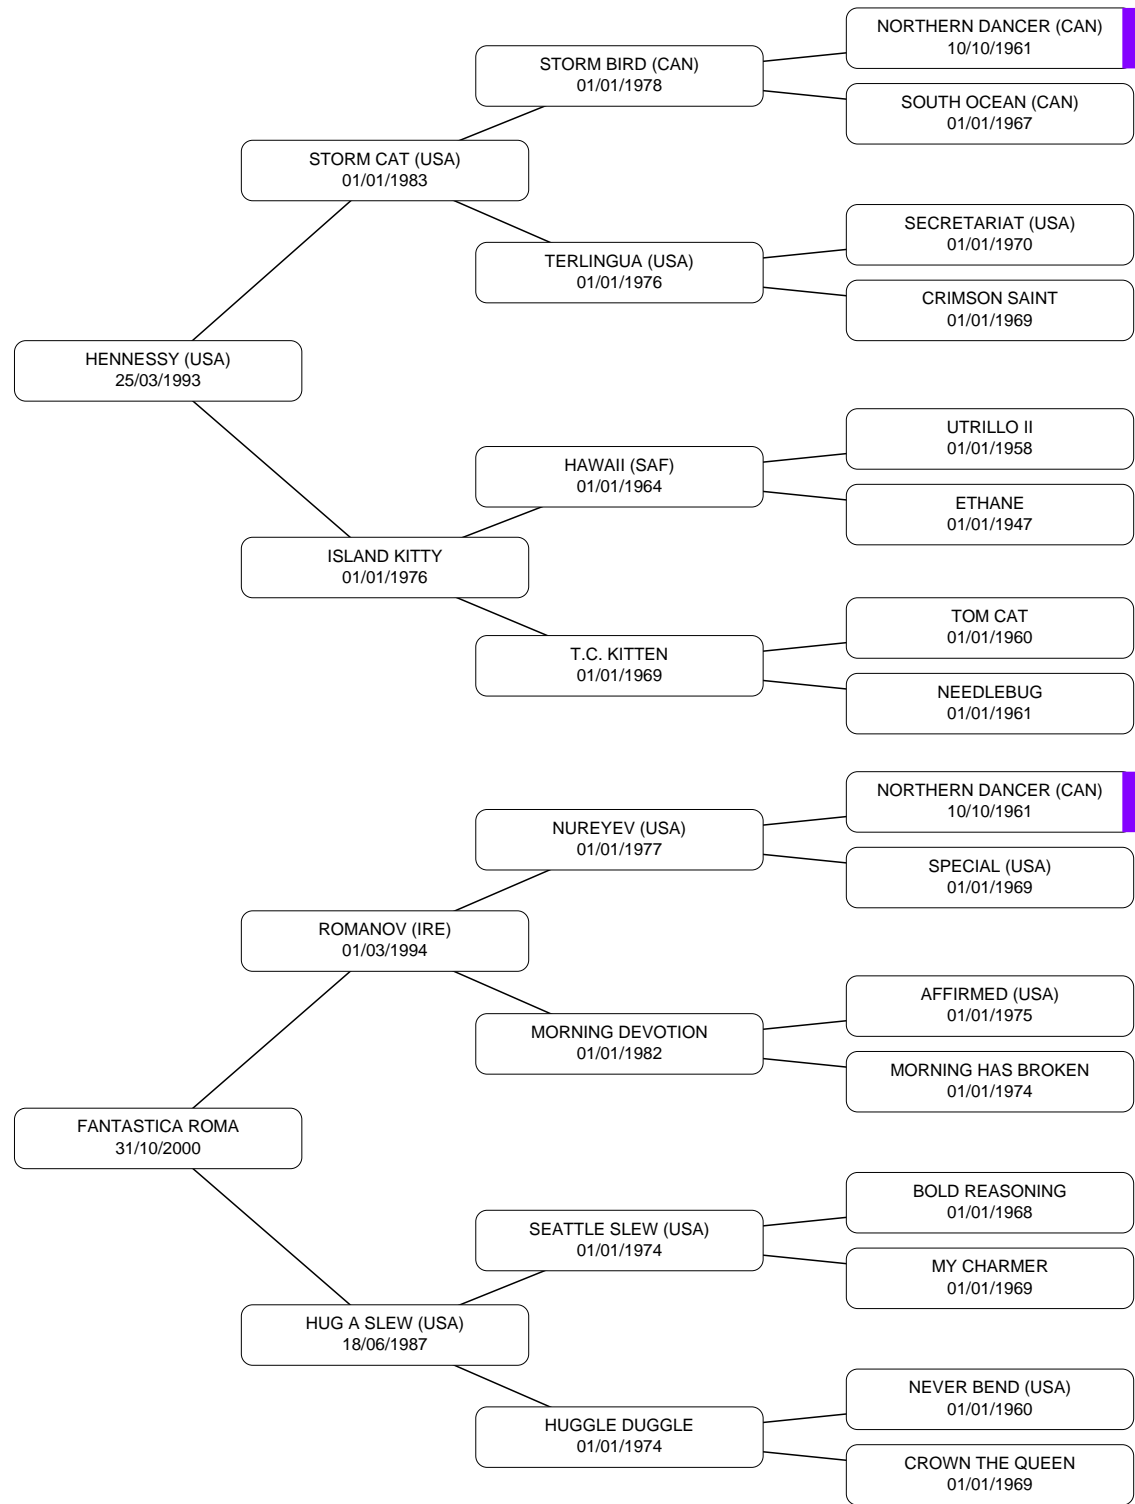 NORTHERN DANCER (CAN)
10/10/1961
STORM BIRD (CAN)
01/01/1978
SOUTH OCEAN (CAN)
01/01/1967
STORM CAT (USA)
01/01/1983
SECRETARIAT (USA)
01/01/1970
TERLINGUA (USA)
01/01/1976
CRIMSON SAINT
01/01/1969
HENNESSY (USA)
25/03/1993
UTRILLO II
01/01/1958
HAWAII (SAF)
01/01/1964
ETHANE
01/01/1947
ISLAND KITTY
01/01/1976
TOM CAT
01/01/1960
T.C. KITTEN
01/01/1969
NEEDLEBUG
01/01/1961
NORTHERN DANCER (CAN)
10/10/1961
NUREYEV (USA)
01/01/1977
SPECIAL (USA)
01/01/1969
ROMANOV (IRE)
01/03/1994
AFFIRMED (USA)
01/01/1975
MORNING DEVOTION
01/01/1982
MORNING HAS BROKEN
01/01/1974
FANTASTICA ROMA
31/10/2000
BOLD REASONING
01/01/1968
SEATTLE SLEW (USA)
01/01/1974
MY CHARMER
01/01/1969
HUG A SLEW (USA)
18/06/1987
NEVER BEND (USA)
01/01/1960
HUGGLE DUGGLE
01/01/1974
CROWN THE QUEEN
01/01/1969